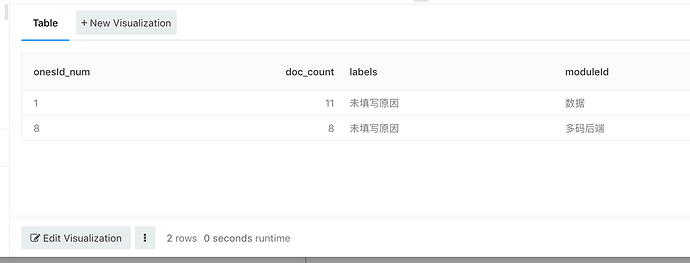 Table + New Visualization
onesId_num doc_count labels moduleId
1 11 未填写原因 数据
8 8 未填写原因 多码后端
Edit Visualization 2 rows 0 seconds runtime